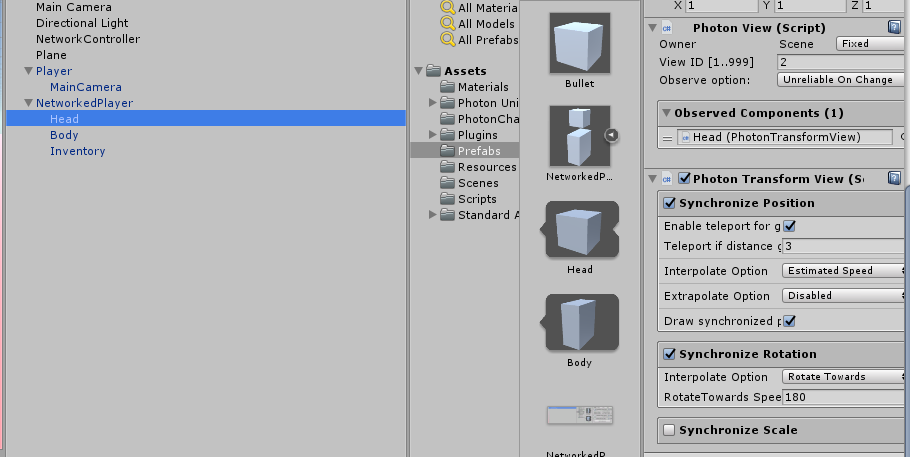 Main Camera
Directional Light
NetworkController
Plane
Player
MainCamera
NetworkedPlayer
Head
Body
Inventory
All Materia
All Models
All Prefabs
Assets
Materials
Photon Uni
PhotonCha
Plugins
Prefabs
Resources
Scenes
Scripts
Standard A
Bullet
NetworkedP...
Head
Body
NetworkedP
X 1 Y 1 Z 1
Photon View (Script)
Owner Scene Fixed
View ID [1..999] 2
Observe option: Unreliable On Change
Observed Components (1)
Head (PhotonTransformView)
Photon Transform View (S
Synchronize Position
Enable teleport for g
Teleport if distance g 3
Interpolate Option Estimated Speed
Extrapolate Option Disabled
Draw synchronized p
Synchronize Rotation
Interpolate Option Rotate Towards
RotateTowards Spee 180
Synchronize Scale